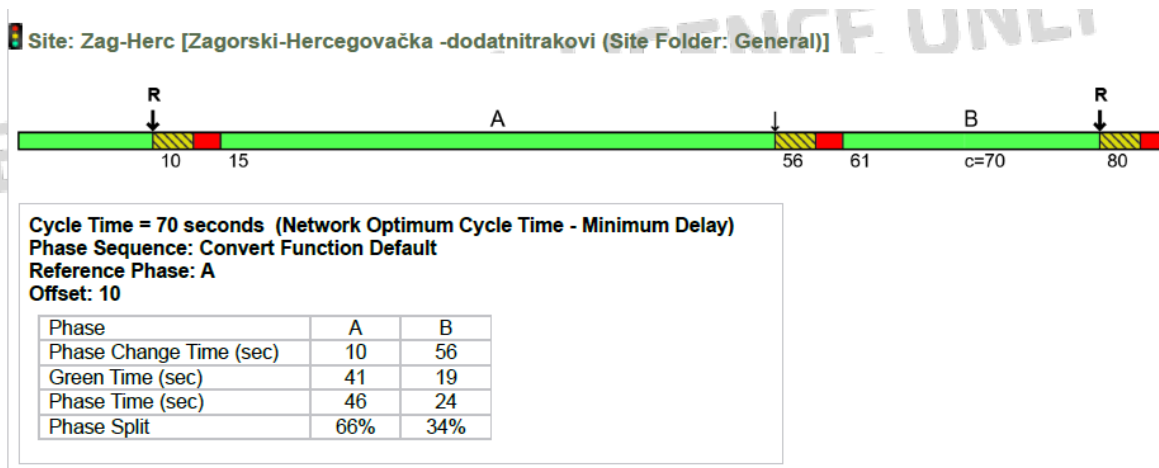 LICENCE ONLY
Site: Zag-Herc [Zagorski-Hercegovačka -dodatnitrakovi (Site Folder: General)]
R A B R
10 15 56 61 c=70 80
Cycle Time = 70 seconds (Network Optimum Cycle Time - Minimum Delay)
Phase Sequence: Convert Function Default
Reference Phase: A
Offset: 10
Phase A B
Phase Change Time (sec) 10 56
Green Time (sec) 41 19
Phase Time (sec) 46 24
Phase Split 66% 34%